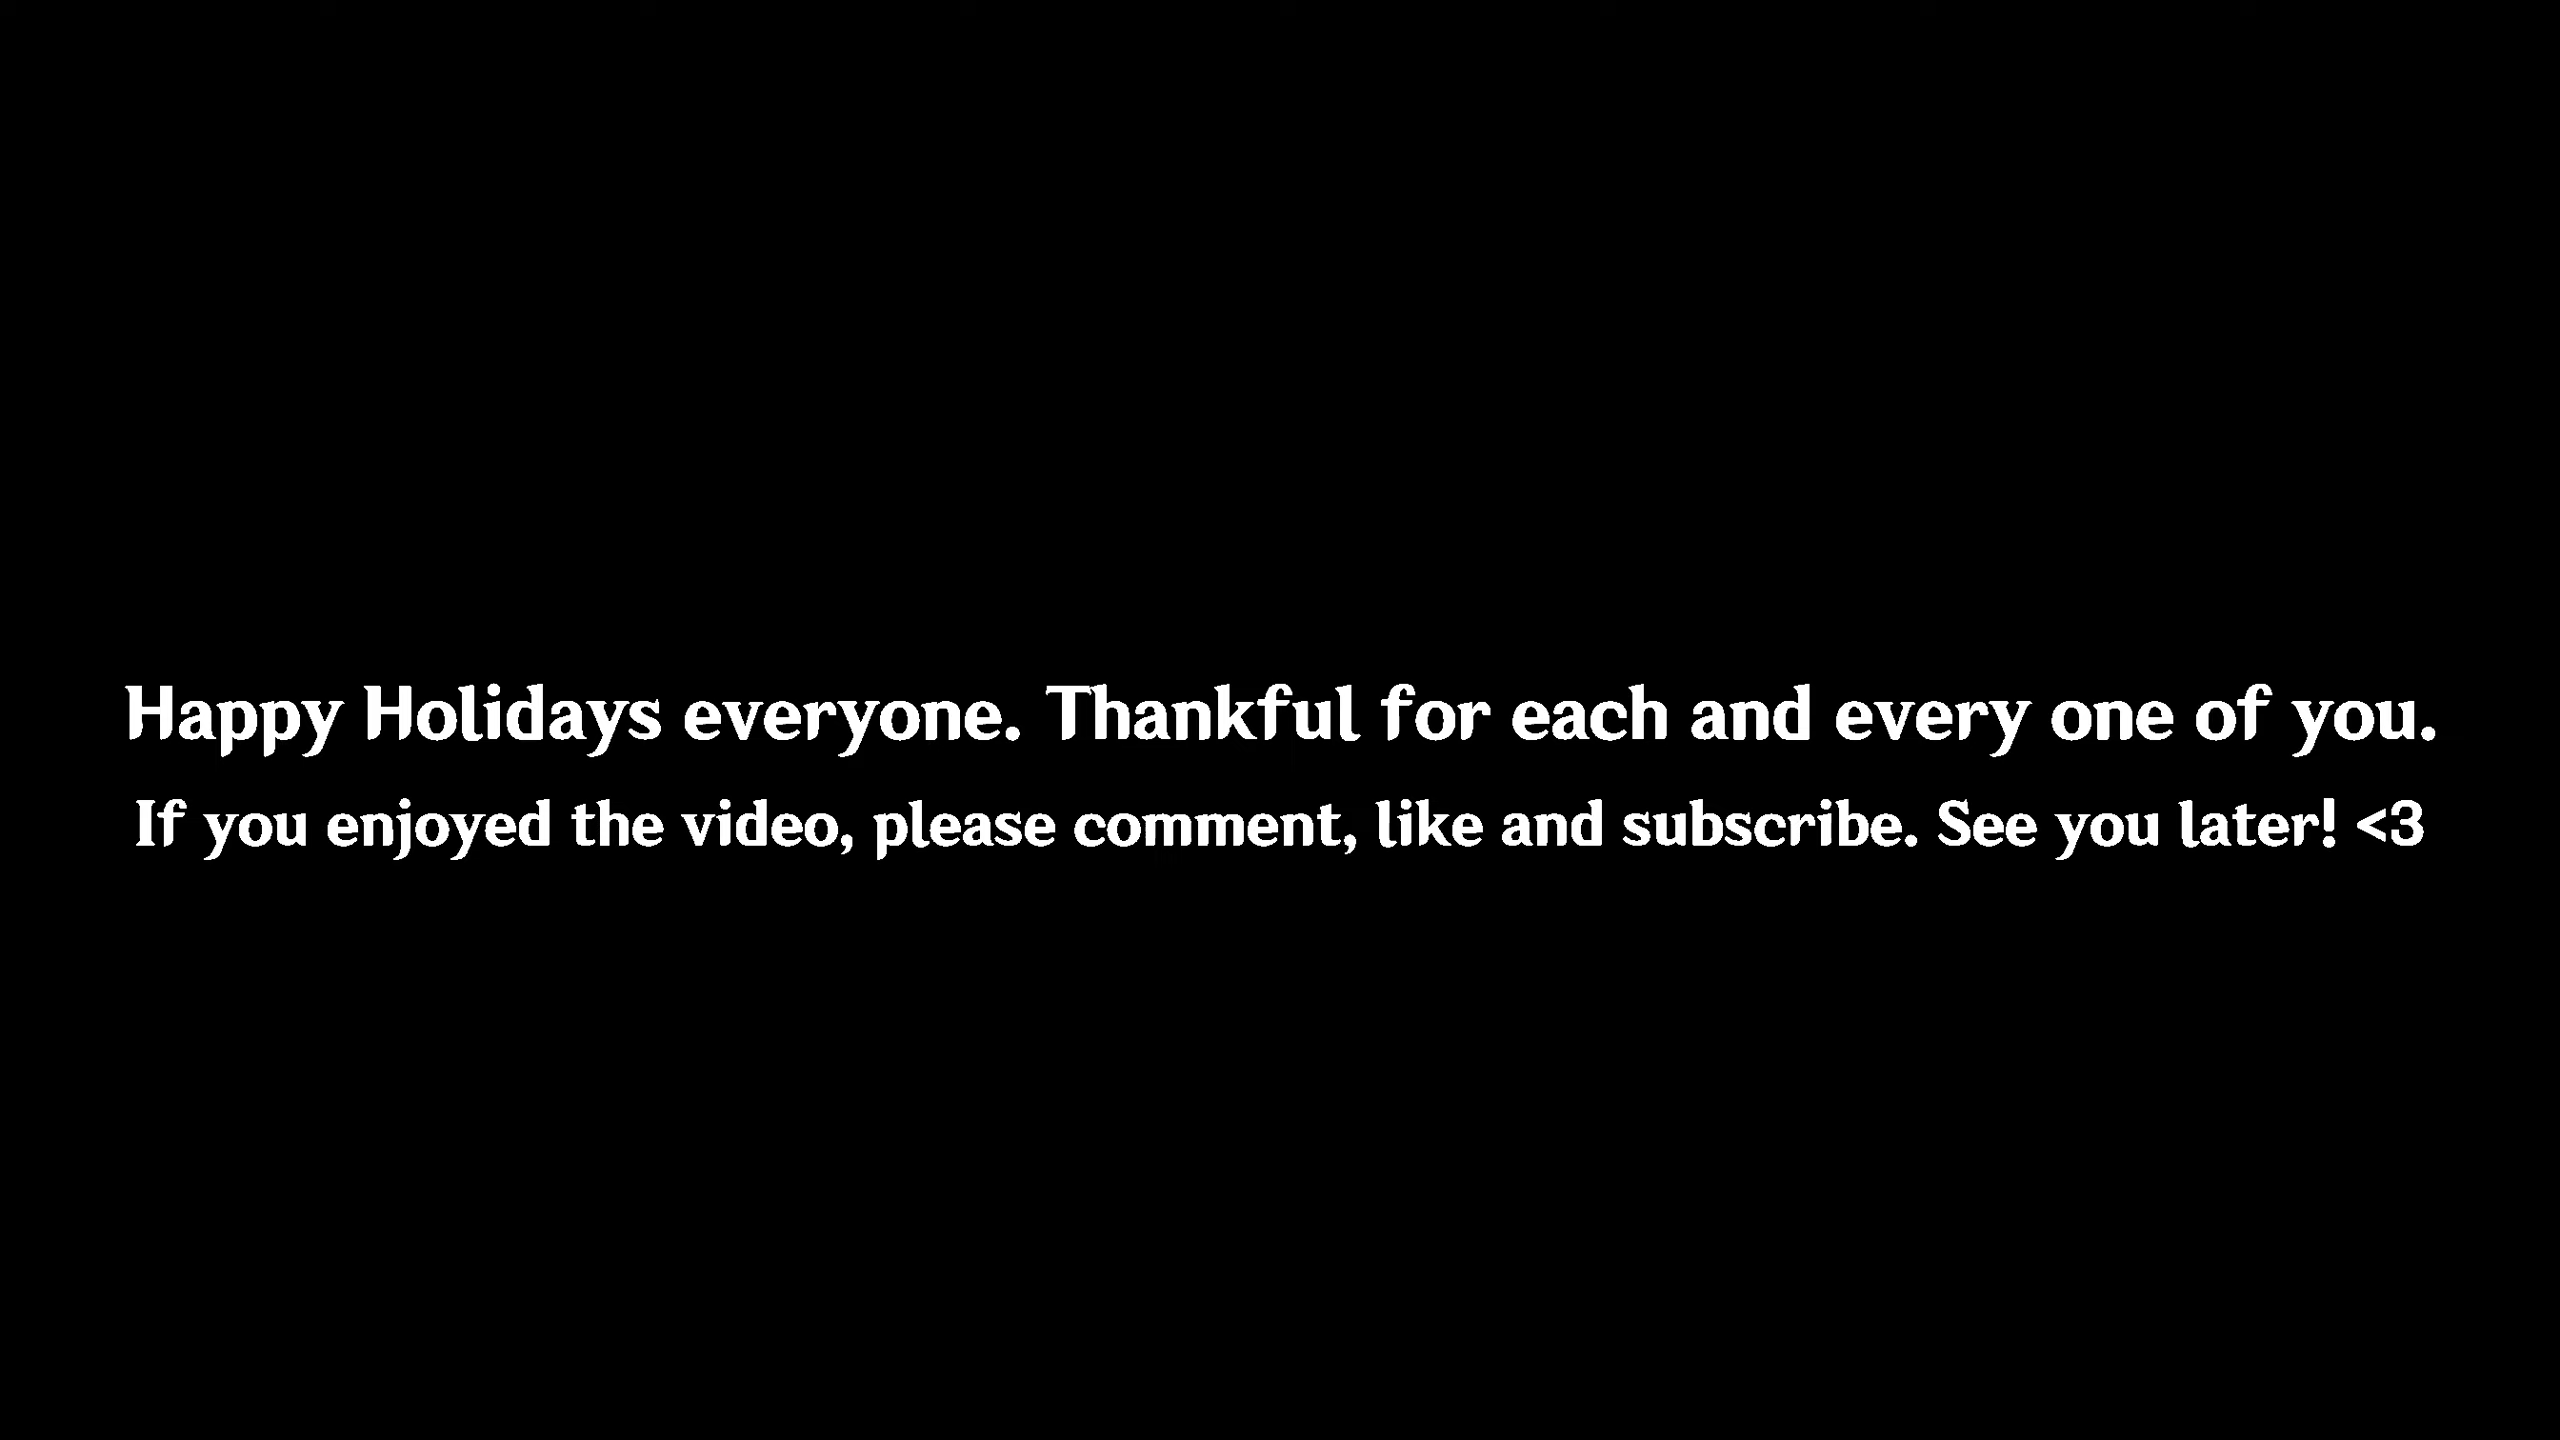 Happy Holidays everyone. Thankful for each and every one of you.
If you enjoyed the video, please comment, like and subscribe. See you later! <3